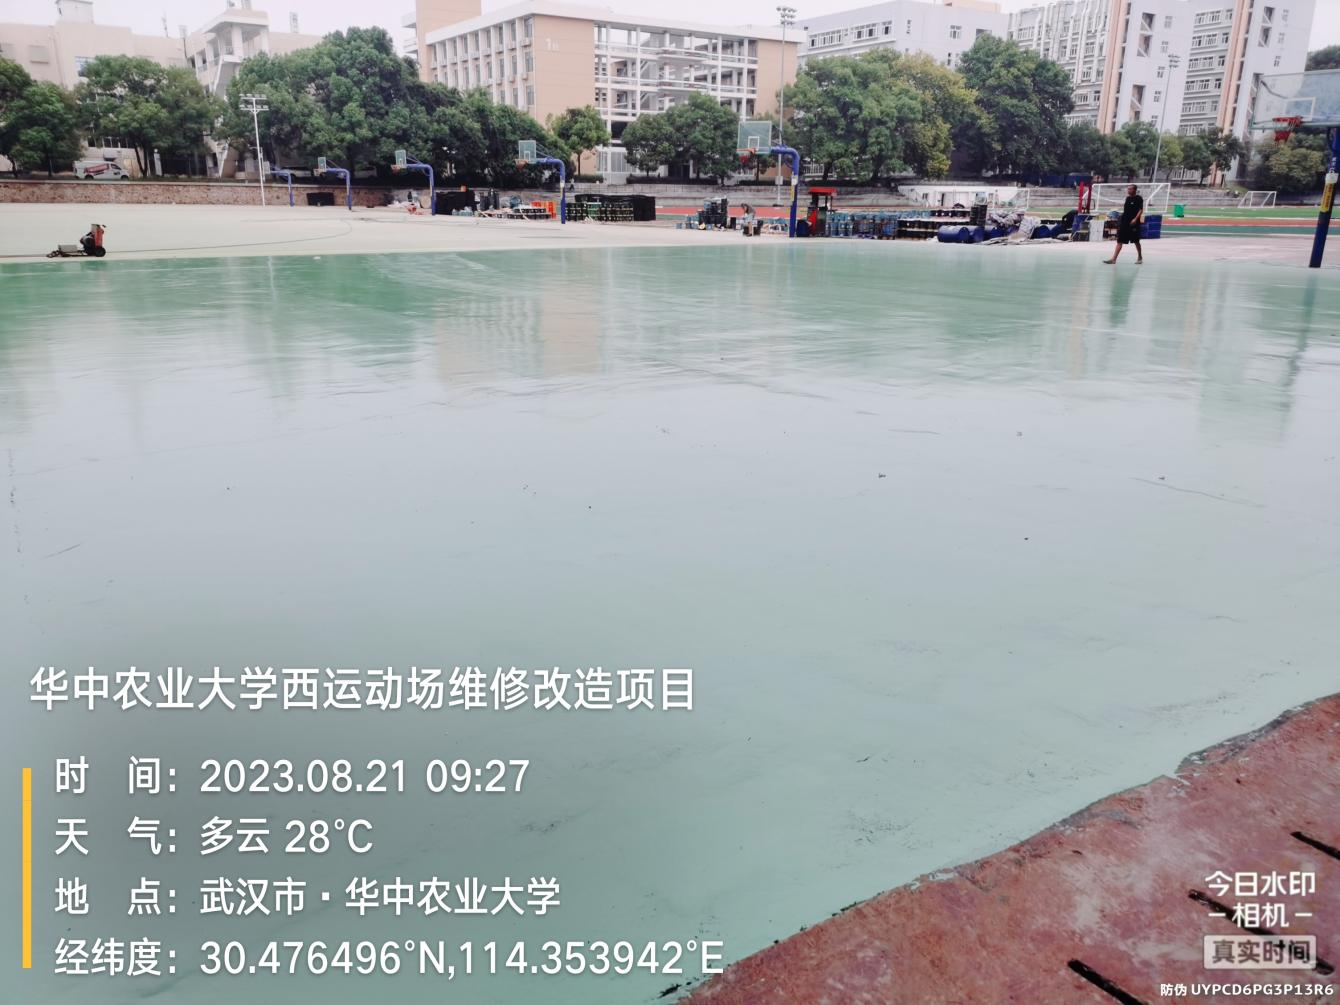 华中农业大学西运动场维修改造项目
时 间：2023.08.21 09:27
天 气：多云 28℃
地 点：武汉市·华中农业大学
经纬度：30.476496°N,114.353942°E
今日水印
－相机－
真实时间
防伪 UYPCD6PG3P13R6